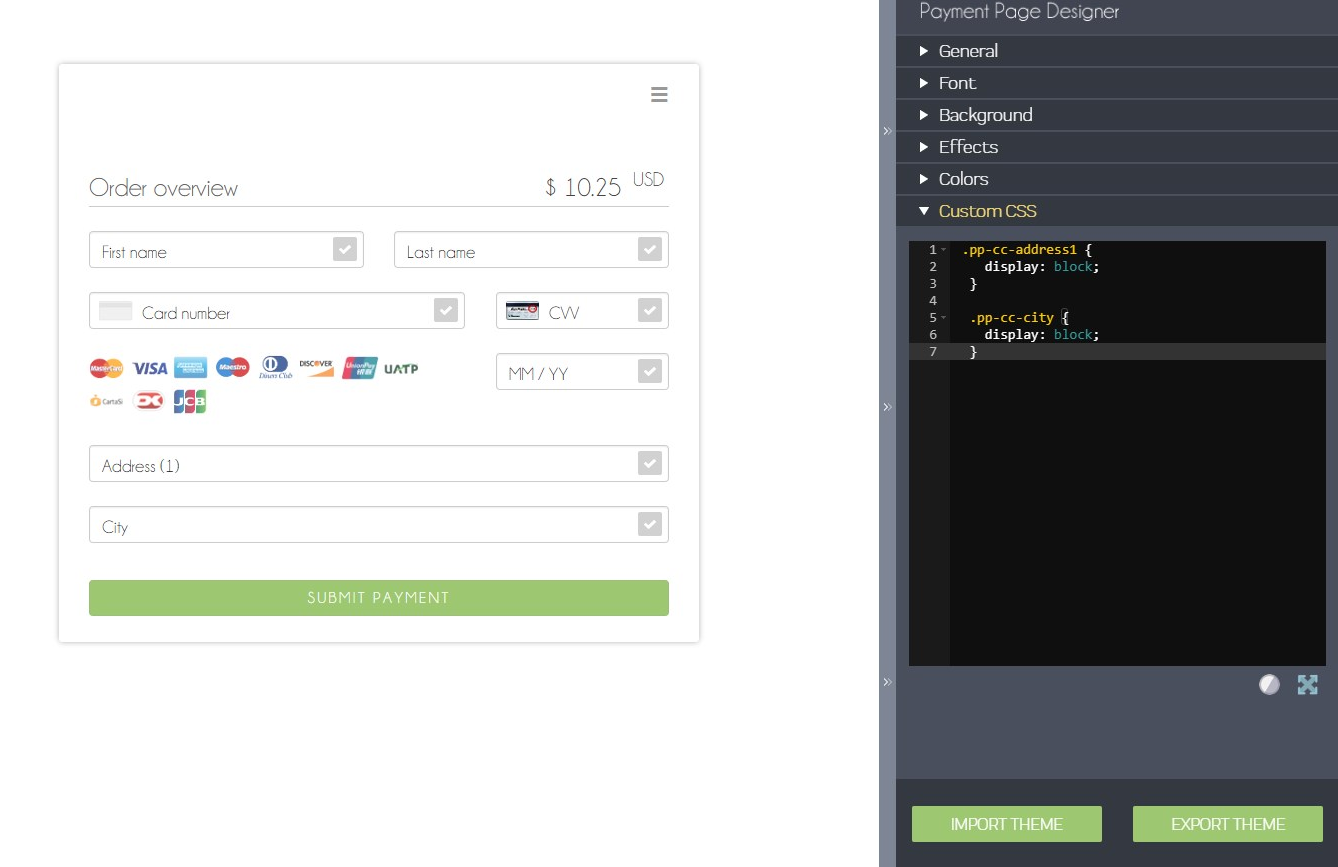 Order overview
$ 10.25 USD
First name
Last name
Card number
CVV
MasterCard VISA Maestro Diners Club DISCOVER UnionPay UATP
MM / YY
CartaSi DK JCB
Address (1)
City
SUBMIT PAYMENT
Payment Page Designer
General
Font
Background
Effects
Colors
Custom CSS
1 .pp-cc-address1 {
2 display: block;
3 }
4
5 .pp-cc-city {
6 display: block;
7 }
IMPORT THEME
EXPORT THEME